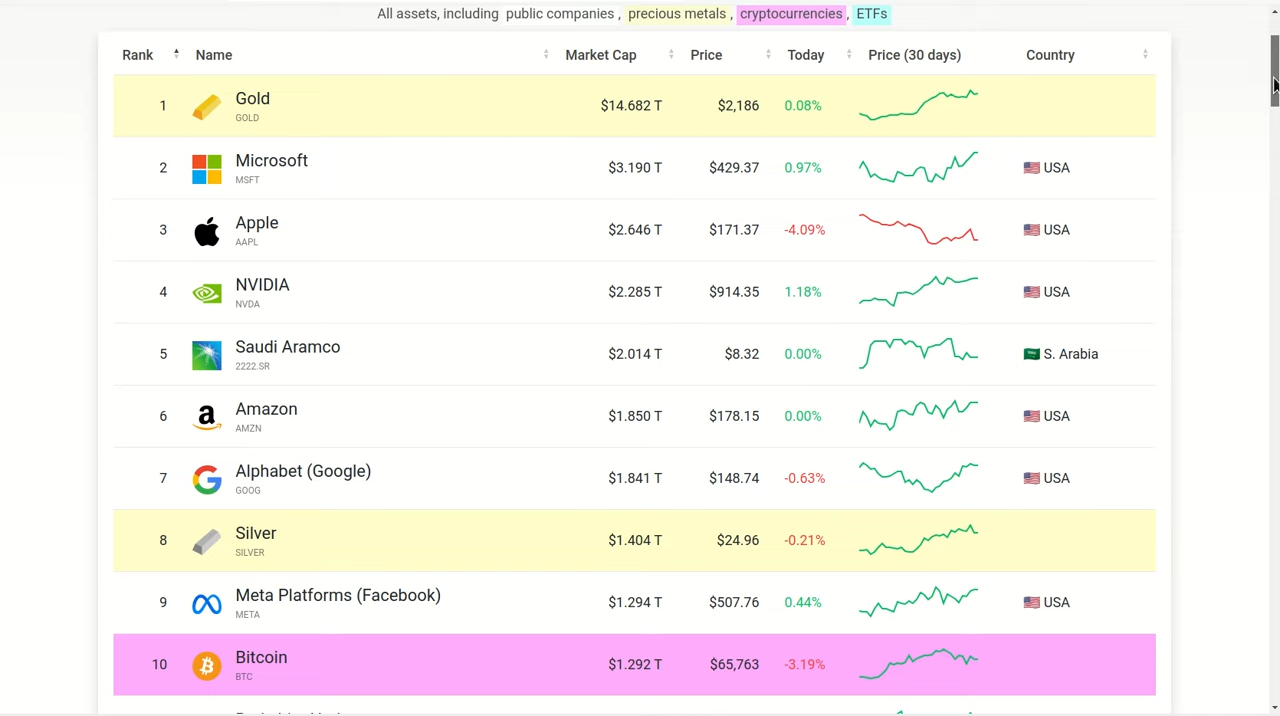 All assets, including public companies , precious metals , cryptocurrencies , ETFs
Rank Name Market Cap Price Today Price (30 days) Country
1 Gold $14.682 T $2,186 0.08%
GOLD
2 Microsoft $3.190 T $429.37 0.97% USA
MSFT
3 Apple $2.646 T $171.37 -4.09% USA
AAPL
4 NVIDIA $2.285 T $914.35 1.18% USA
NVDA
5 Saudi Aramco $2.014 T $8.32 0.00% S. Arabia
2222.SR
6 Amazon $1.850 T $178.15 0.00% USA
AMZN
7 Alphabet (Google) $1.841 T $148.74 -0.63% USA
GOOG
8 Silver $1.404 T $24.96 -0.21%
SILVER
9 Meta Platforms (Facebook) $1.294 T $507.76 0.44% USA
META
10 Bitcoin $1.292 T $65,763 -3.19%
BTC